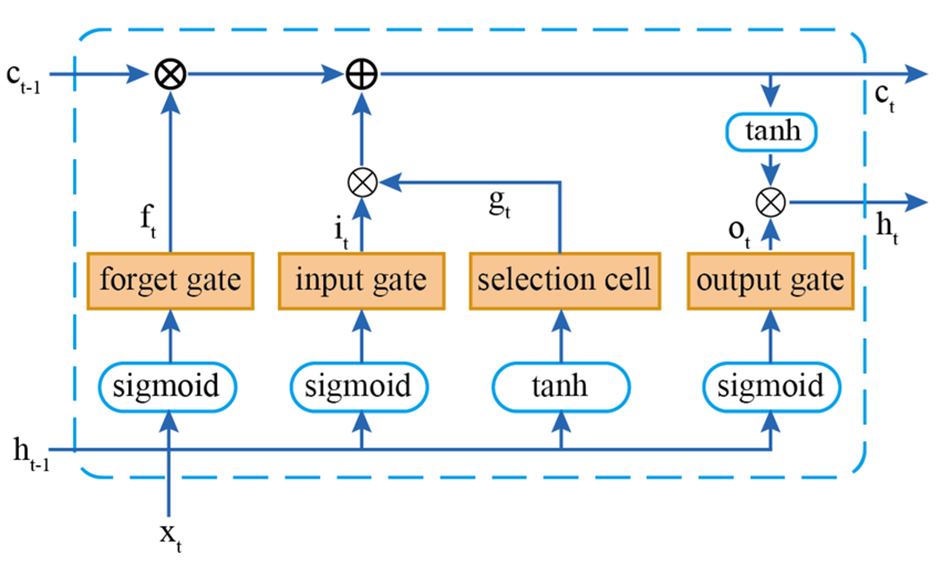 c_t-1
c_t
tanh
f_t
i_t
g_t
o_t
h_t
forget gate
input gate
selection cell
output gate
sigmoid
sigmoid
tanh
sigmoid
h_t-1
x_t